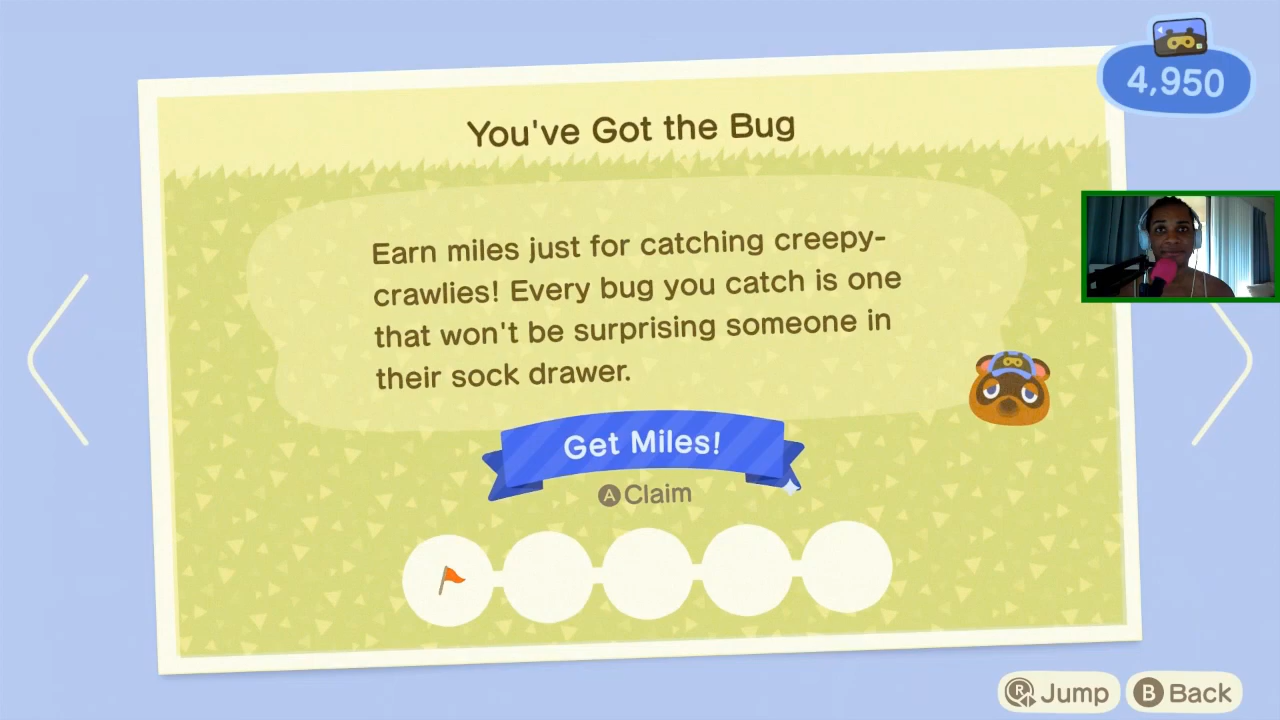 4,950
You've Got the Bug
Earn miles just for catching creepy-
crawlies! Every bug you catch is one
that won't be surprising someone in
their sock drawer.
Get Miles!
A Claim
R Jump B Back